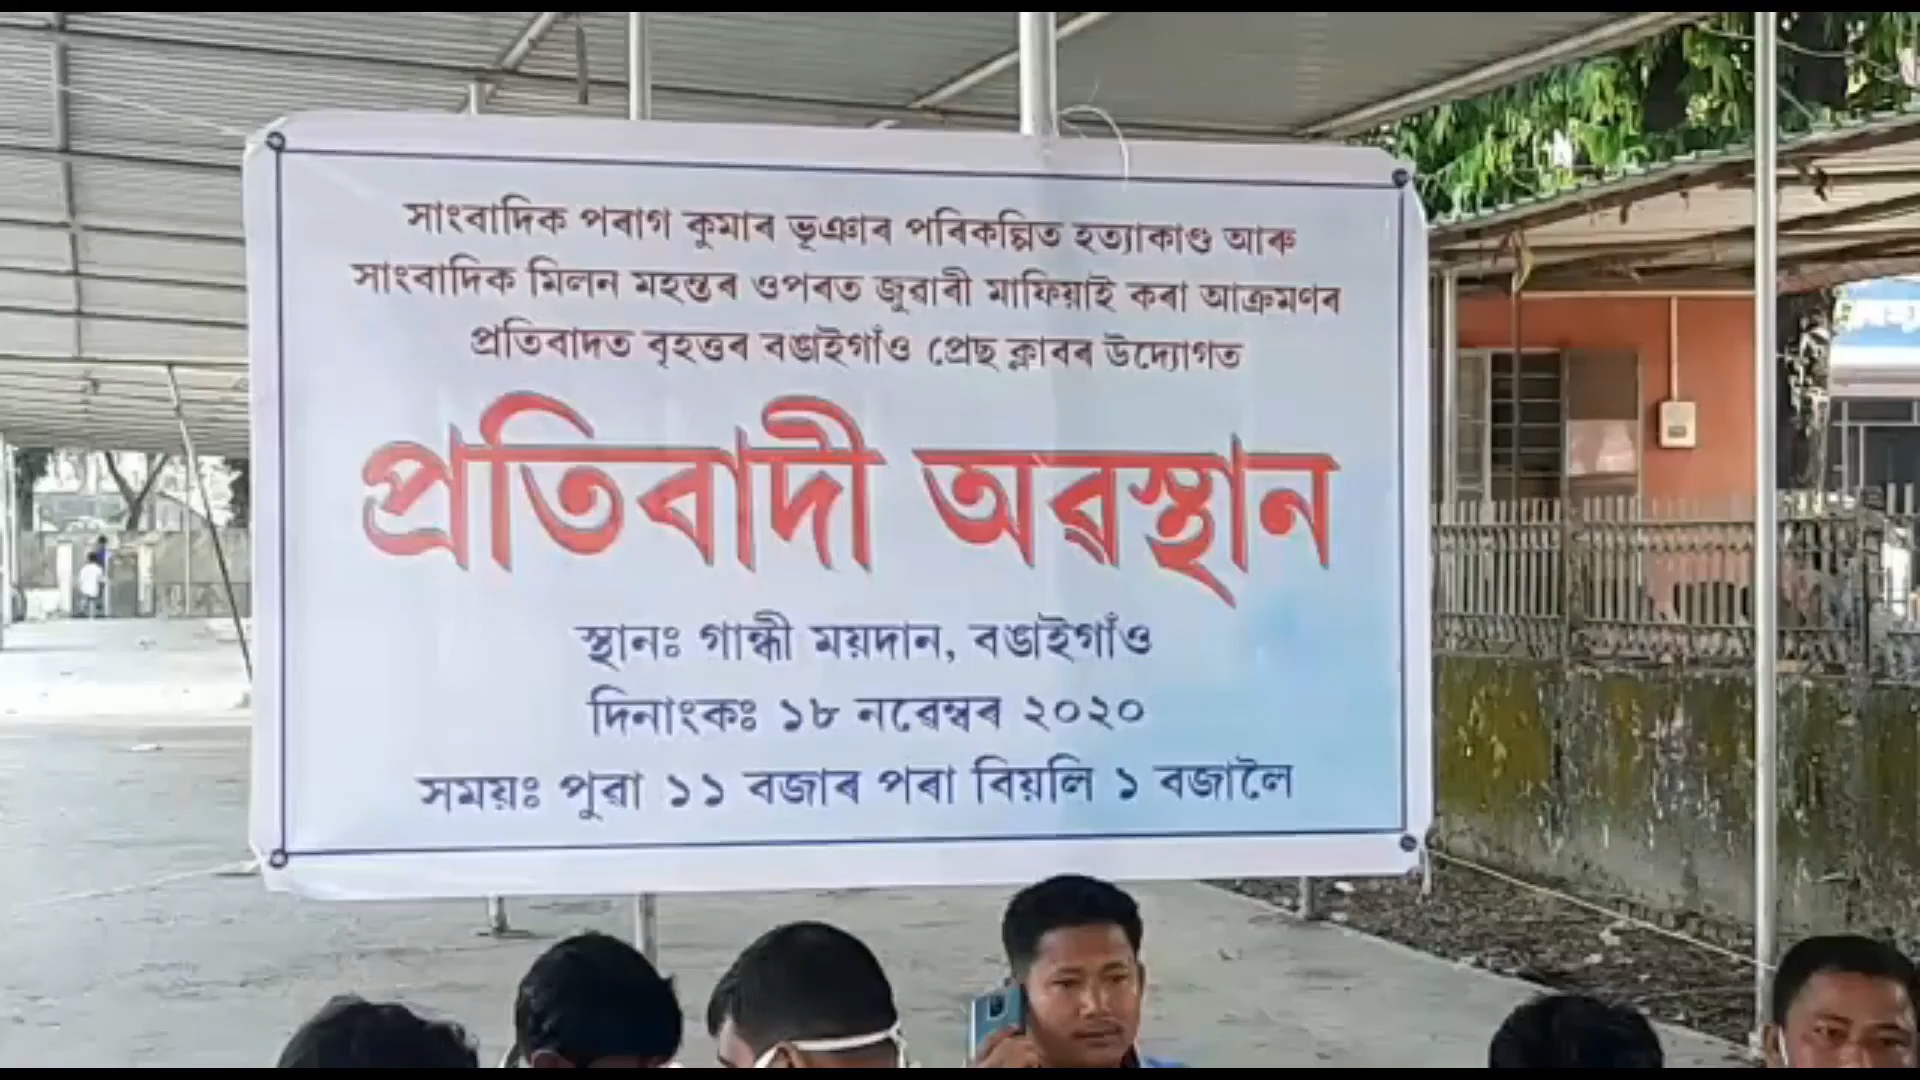 সাংবাদিক পৰাগ কুমাৰ ভূঞাৰ পৰিকল্পিত হত্যাকাণ্ড আৰু
সাংবাদিক মিলন মহন্তৰ ওপৰত জুৱাৰী মাফিয়াই কৰা আক্ৰমণৰ
প্ৰতিবাদত বৃহত্তৰ বঙাইগাঁও প্ৰেছ ক্লাবৰ উদ্যোগত
প্ৰতিবাদী অৱস্থান
স্থানঃ গান্ধী ময়দান, বঙাইগাঁও
দিনাংকঃ ১৮ নৱেম্বৰ ২০২০
সময়ঃ পুৱা ১১ বজাৰ পৰা বিয়লি ১ বজালৈ